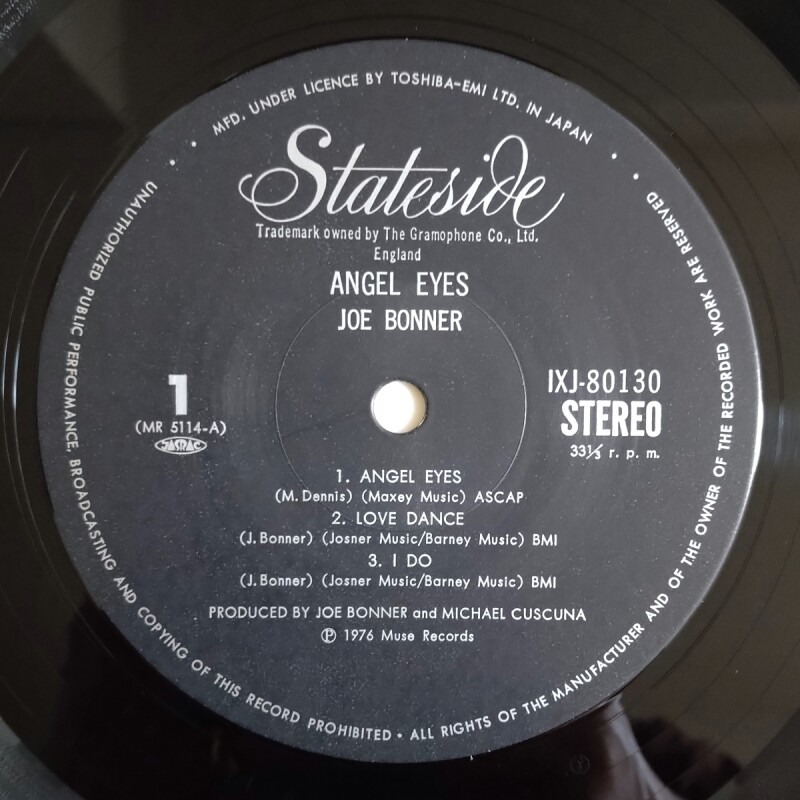 MFD. UNDER LICENCE BY TOSHIBA-EMI LTD. IN JAPAN
Stateside
Trademark owned by The Gramophone Co., Ltd.
England
ANGEL EYES
JOE BONNER
1
(MR 5114-A)
JASRAC
IXJ-80130
STEREO
33⅓ r. p. m.
1. ANGEL EYES
(M. Dennis) (Maxey Music) ASCAP
2. LOVE DANCE
(J. Bonner) (Josner Music/Barney Music) BMI
3. I DO
(J. Bonner) (Josner Music/Barney Music) BMI
PRODUCED BY JOE BONNER and MICHAEL CUSCUNA
℗ 1976 Muse Records
UNAUTHORIZED PUBLIC PERFORMANCE, BROADCASTING AND COPYING OF THIS RECORD PROHIBITED • ALL RIGHTS OF THE MANUFACTURER AND OF THE OWNER OF THE RECORDED WORK ARE RESERVED